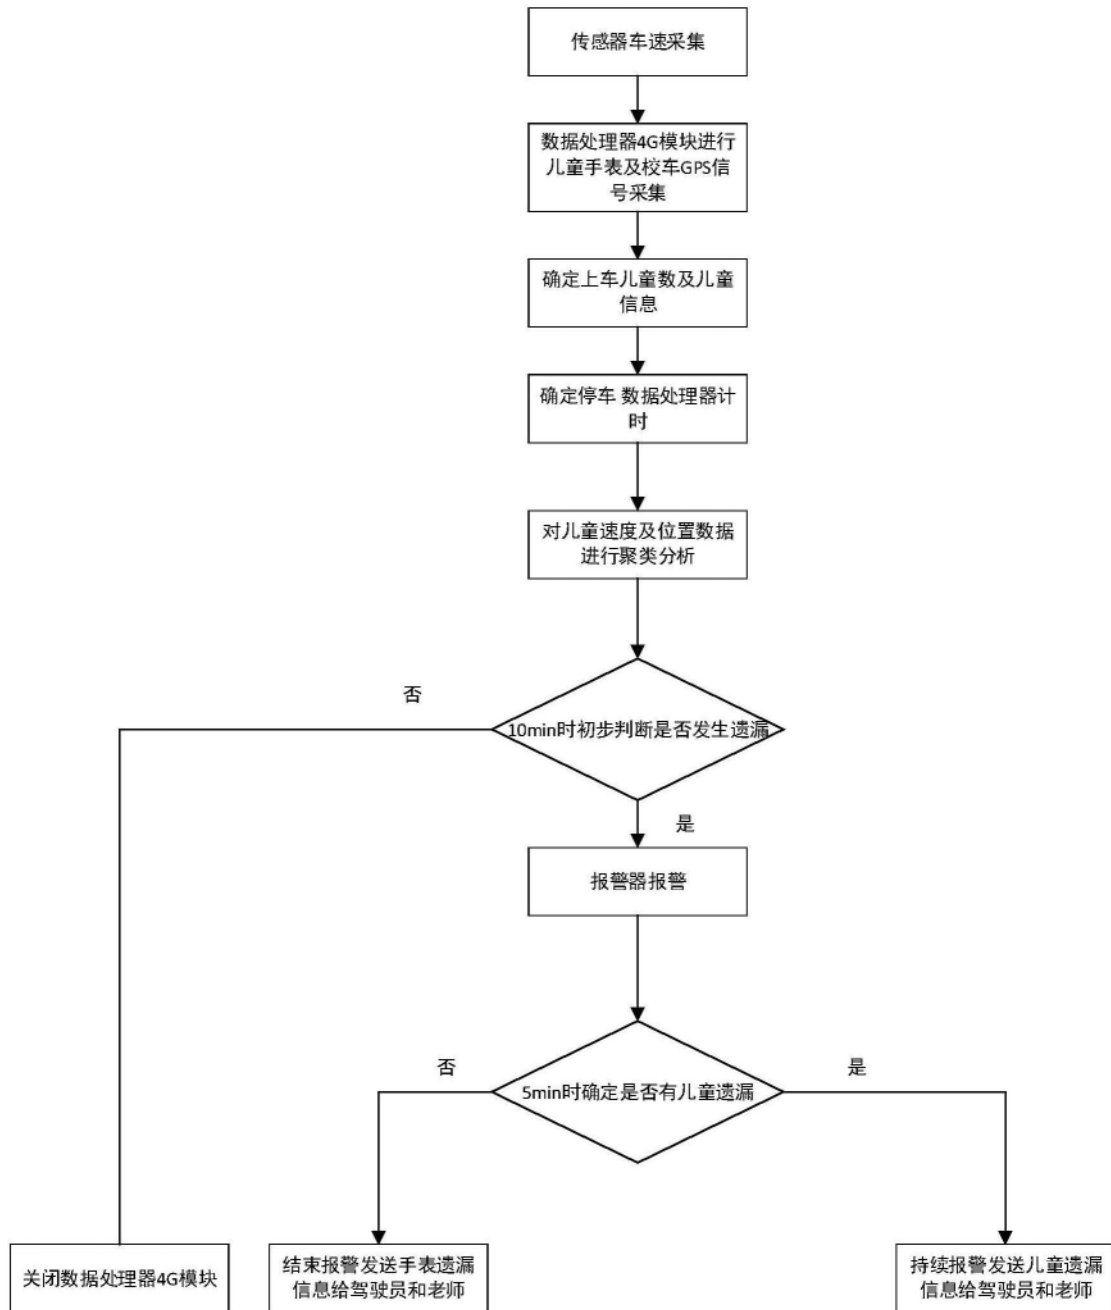 传感器车速采集
数据处理器4G模块进行
儿童手表及校车GPS信
号采集
确定上车儿童数及儿童
信息
确定停车 数据处理器计
时
对儿童速度及位置数据
进行聚类分析
否
10min时初步判断是否发生遗漏
是
报警器报警
否
是
5min时确定是否有儿童遗漏
关闭数据处理器4G模块
结束报警发送手表遗漏
信息给驾驶员和老师
持续报警发送儿童遗漏
信息给驾驶员和老师